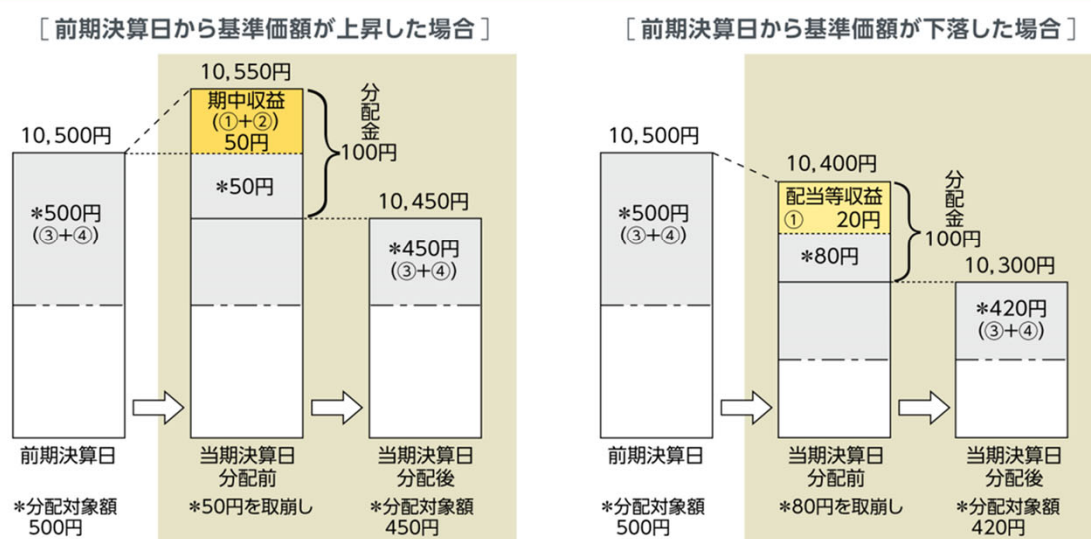 [前期決算日から基準価額が上昇した場合]
10,550円
期中収益
(①+②)
50円
分配金
100円
10,500円
*500円
(③+④)
*50円
10,450円
*450円
(③+④)
前期決算日
当期決算日
分配前
当期決算日
分配後
*分配対象額
500円
*50円を取崩し
*分配対象額
450円
[前期決算日から基準価額が下落した場合]
10,500円
*500円
(③+④)
10,400円
配当等収益
① 20円
分配金
100円
*80円
10,300円
*420円
(③+④)
前期決算日
当期決算日
分配前
当期決算日
分配後
*分配対象額
500円
*80円を取崩し
*分配対象額
420円